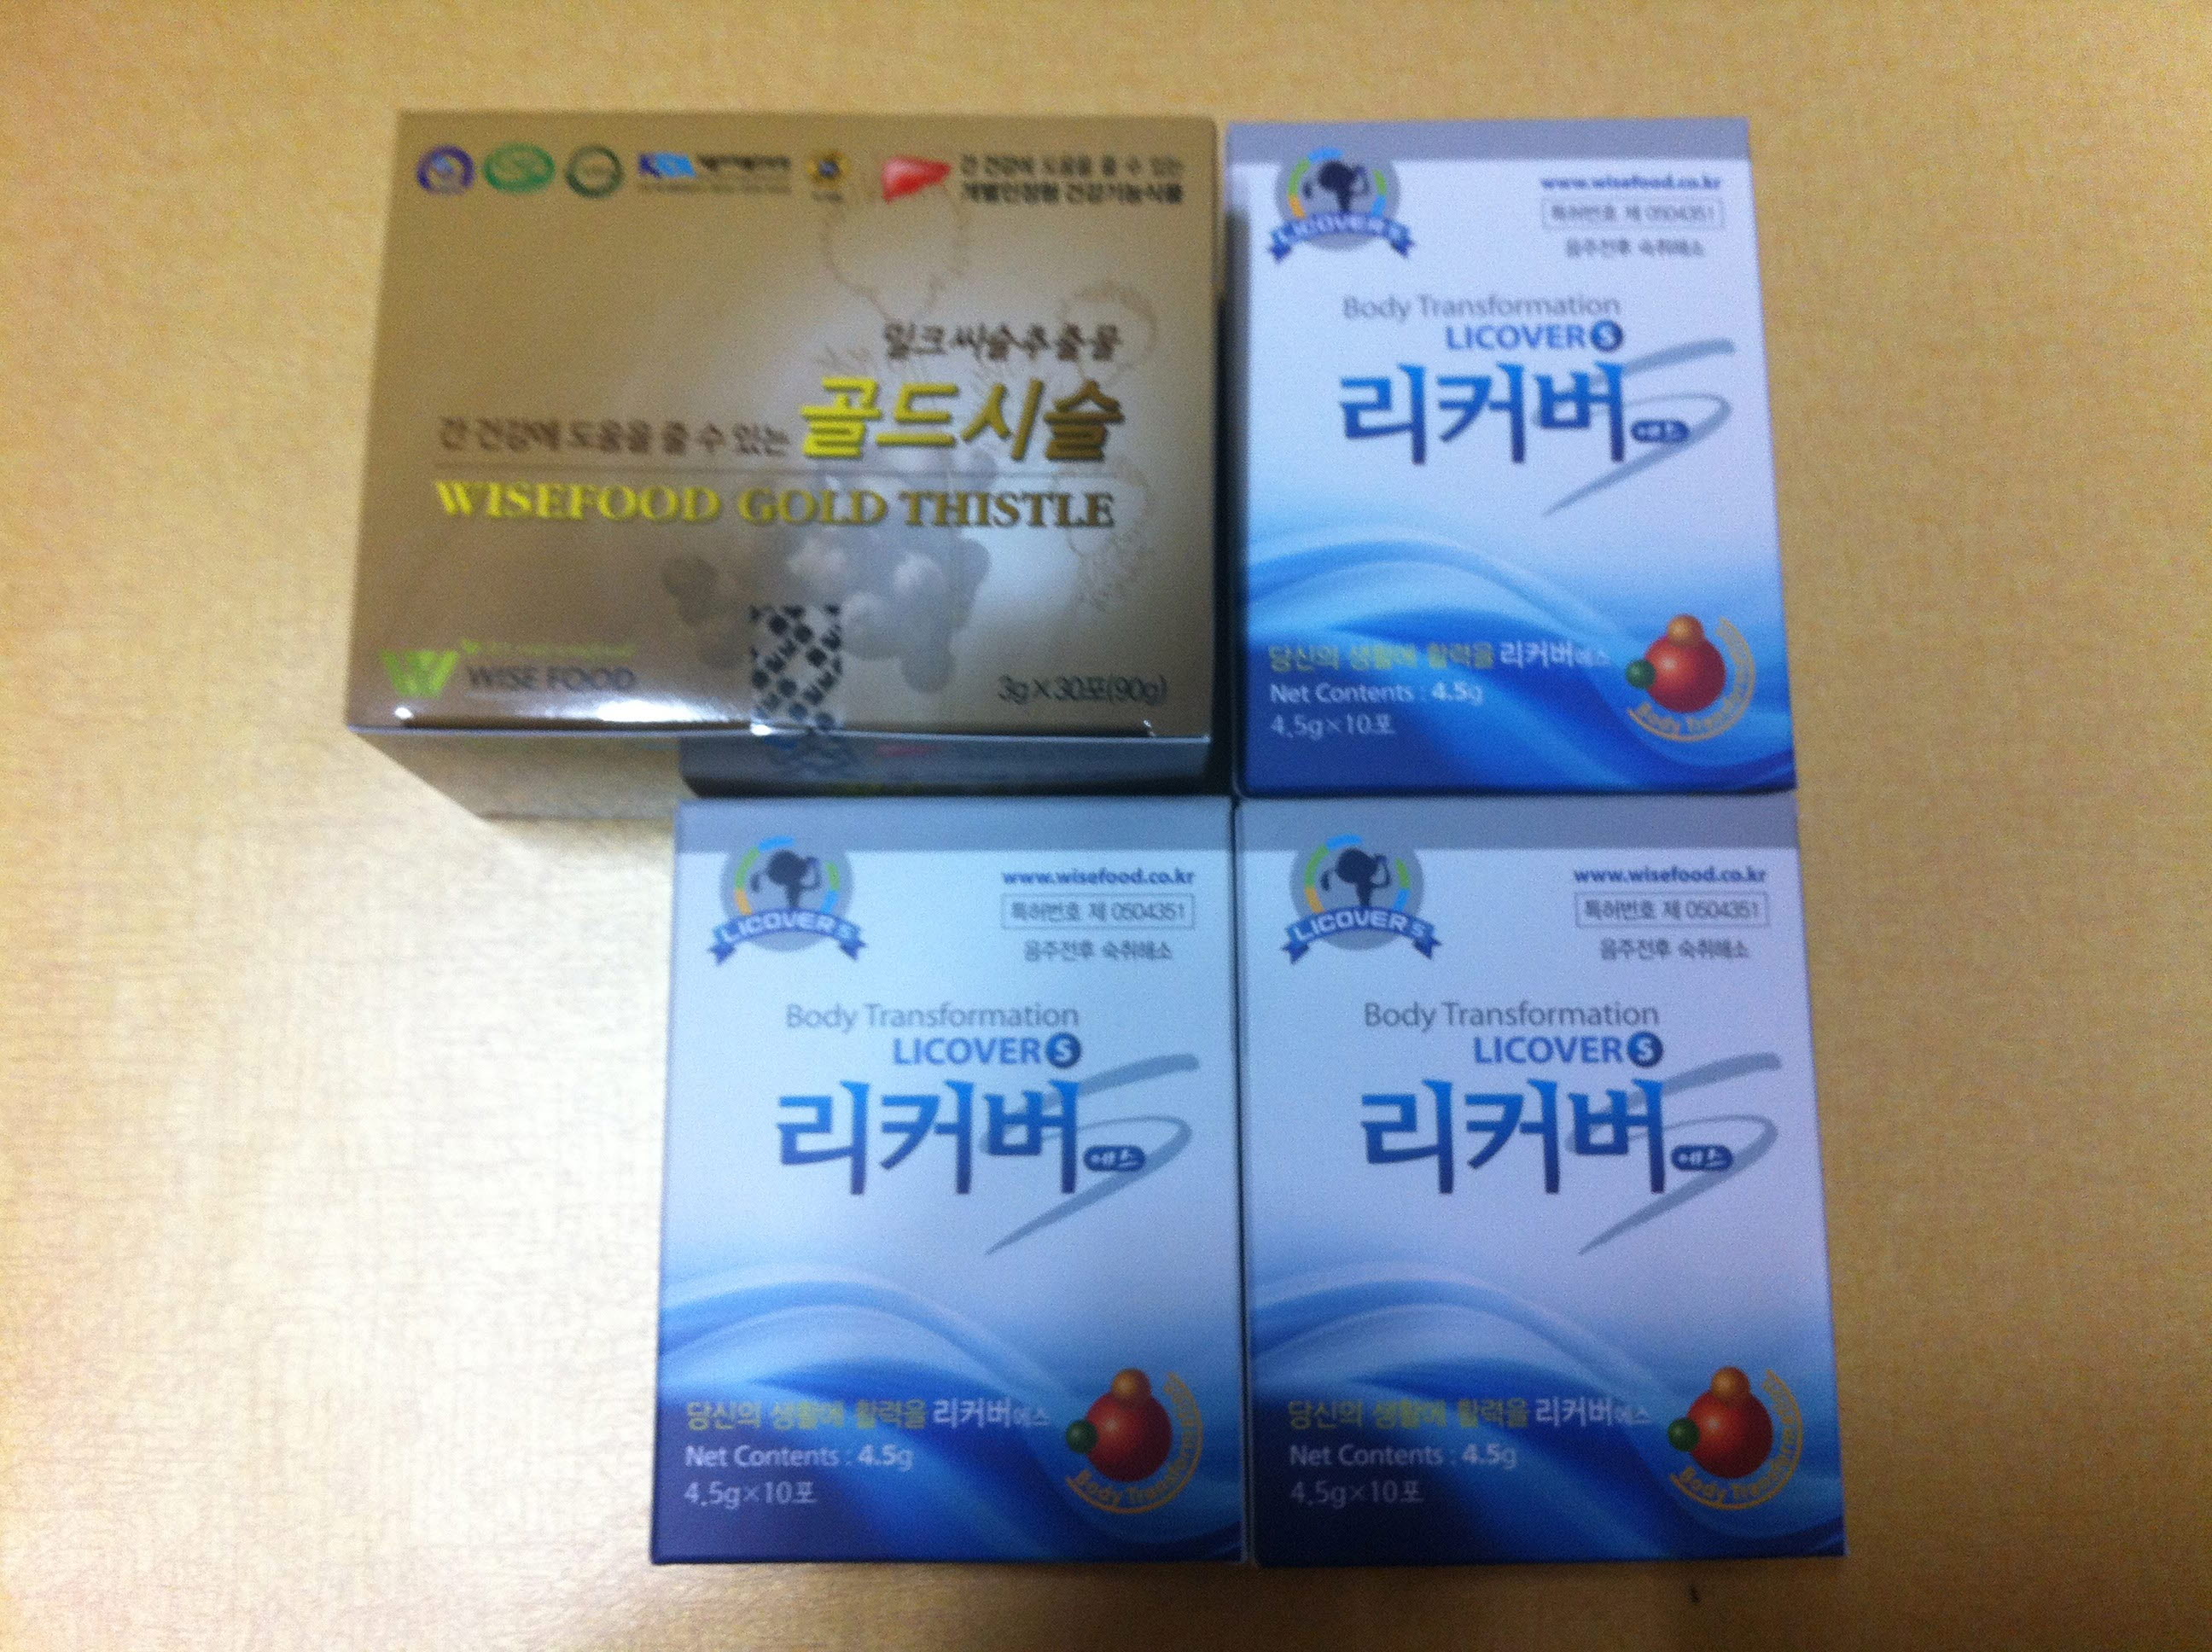 간 건강에 도움을 줄 수 있는
개별인정형 건강기능식품
밀크씨슬추출물
간 건강에 도움을 줄 수 있는 골드시슬
WISEFOOD GOLD THISTLE
WISE FOOD
3g×30포(90g)
LICOVER S
www.wisefood.co.kr
특허번호 제 0504351
음주전후 숙취해소
Body Transformation
LICOVER S
리커버 에스
당신의 생활에 활력을 리커버에스
Net Contents : 4.5g
4.5g×10포
Body Transformation
LICOVER S
www.wisefood.co.kr
특허번호 제 0504351
음주전후 숙취해소
Body Transformation
LICOVER S
리커버 에스
당신의 생활에 활력을 리커버에스
Net Contents : 4.5g
4.5g×10포
Body Transformation
LICOVER S
www.wisefood.co.kr
특허번호 제 0504351
음주전후 숙취해소
Body Transformation
LICOVER S
리커버 에스
당신의 생활에 활력을 리커버에스
Net Contents : 4.5g
4.5g×10포
Body Transformation